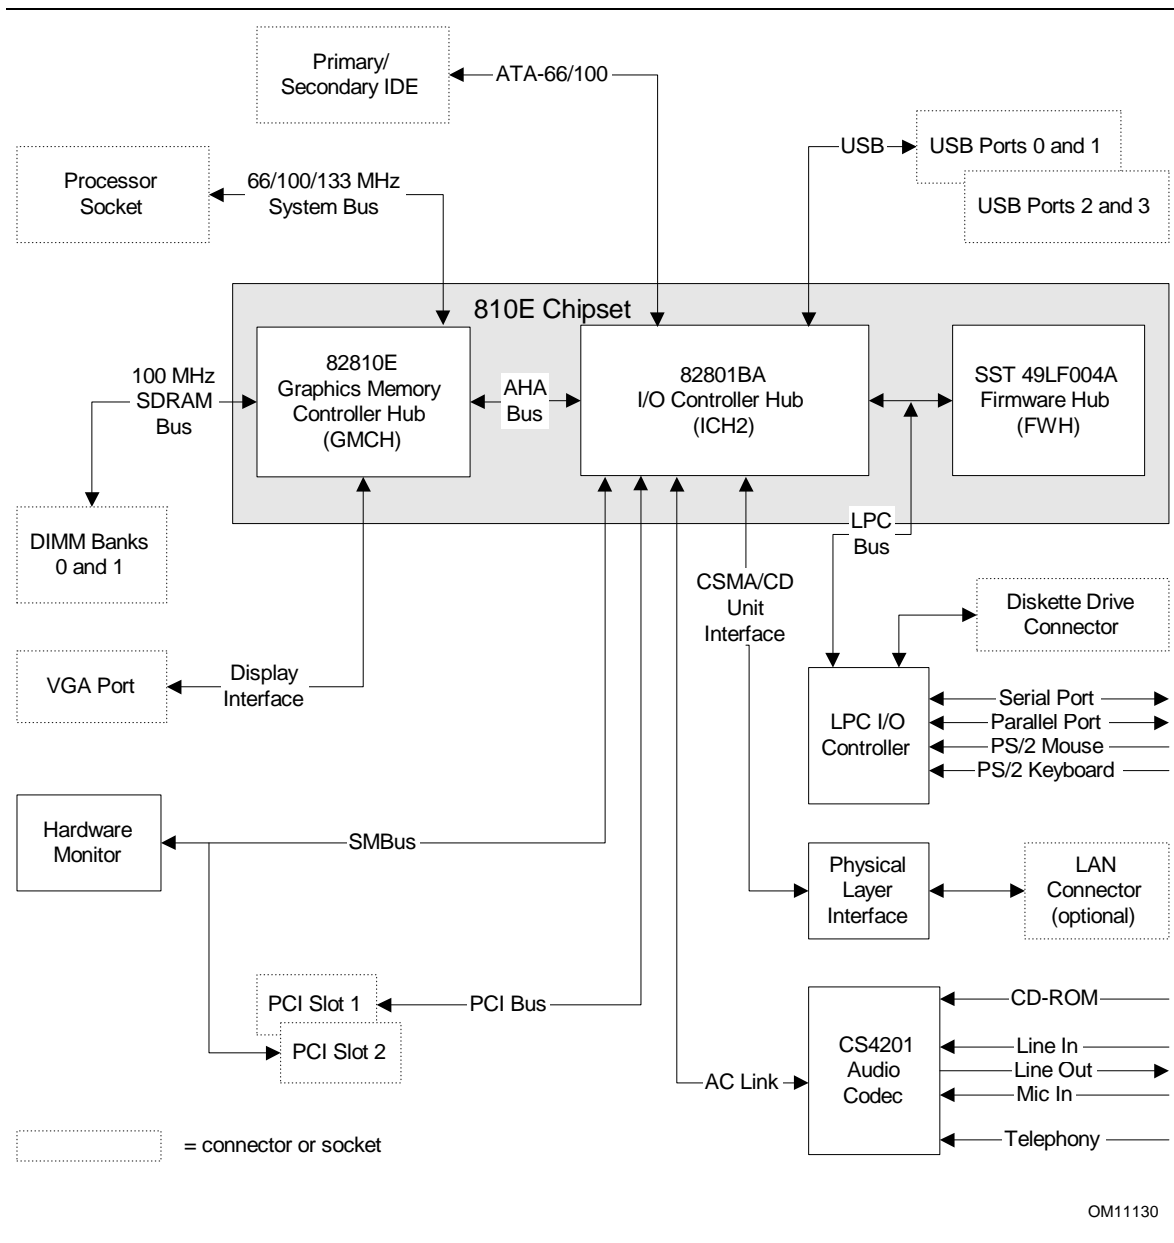 Primary/
Secondary IDE
ATA-66/100
USB
USB Ports 0 and 1
USB Ports 2 and 3
Processor
Socket
66/100/133 MHz
System Bus
810E Chipset
82810E
Graphics Memory
Controller Hub
(GMCH)
AHA
Bus
82801BA
I/O Controller Hub
(ICH2)
SST 49LF004A
Firmware Hub
(FWH)
100 MHz
SDRAM
Bus
DIMM Banks
0 and 1
LPC
Bus
CSMA/CD
Unit
Interface
Diskette Drive
Connector
VGA Port
Display
Interface
LPC I/O
Controller
Serial Port
Parallel Port
PS/2 Mouse
PS/2 Keyboard
Hardware
Monitor
SMBus
Physical
Layer
Interface
LAN
Connector
(optional)
PCI Slot 1
PCI Bus
PCI Slot 2
AC Link
CS4201
Audio
Codec
CD-ROM
Line In
Line Out
Mic In
Telephony
= connector or socket
OM11130